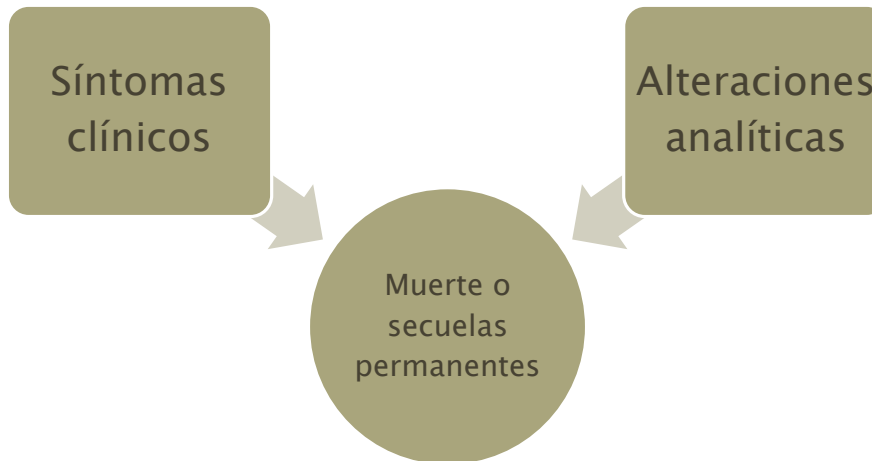 Síntomas
clínicos
Alteraciones
analíticas
Muerte o
secuelas
permanentes